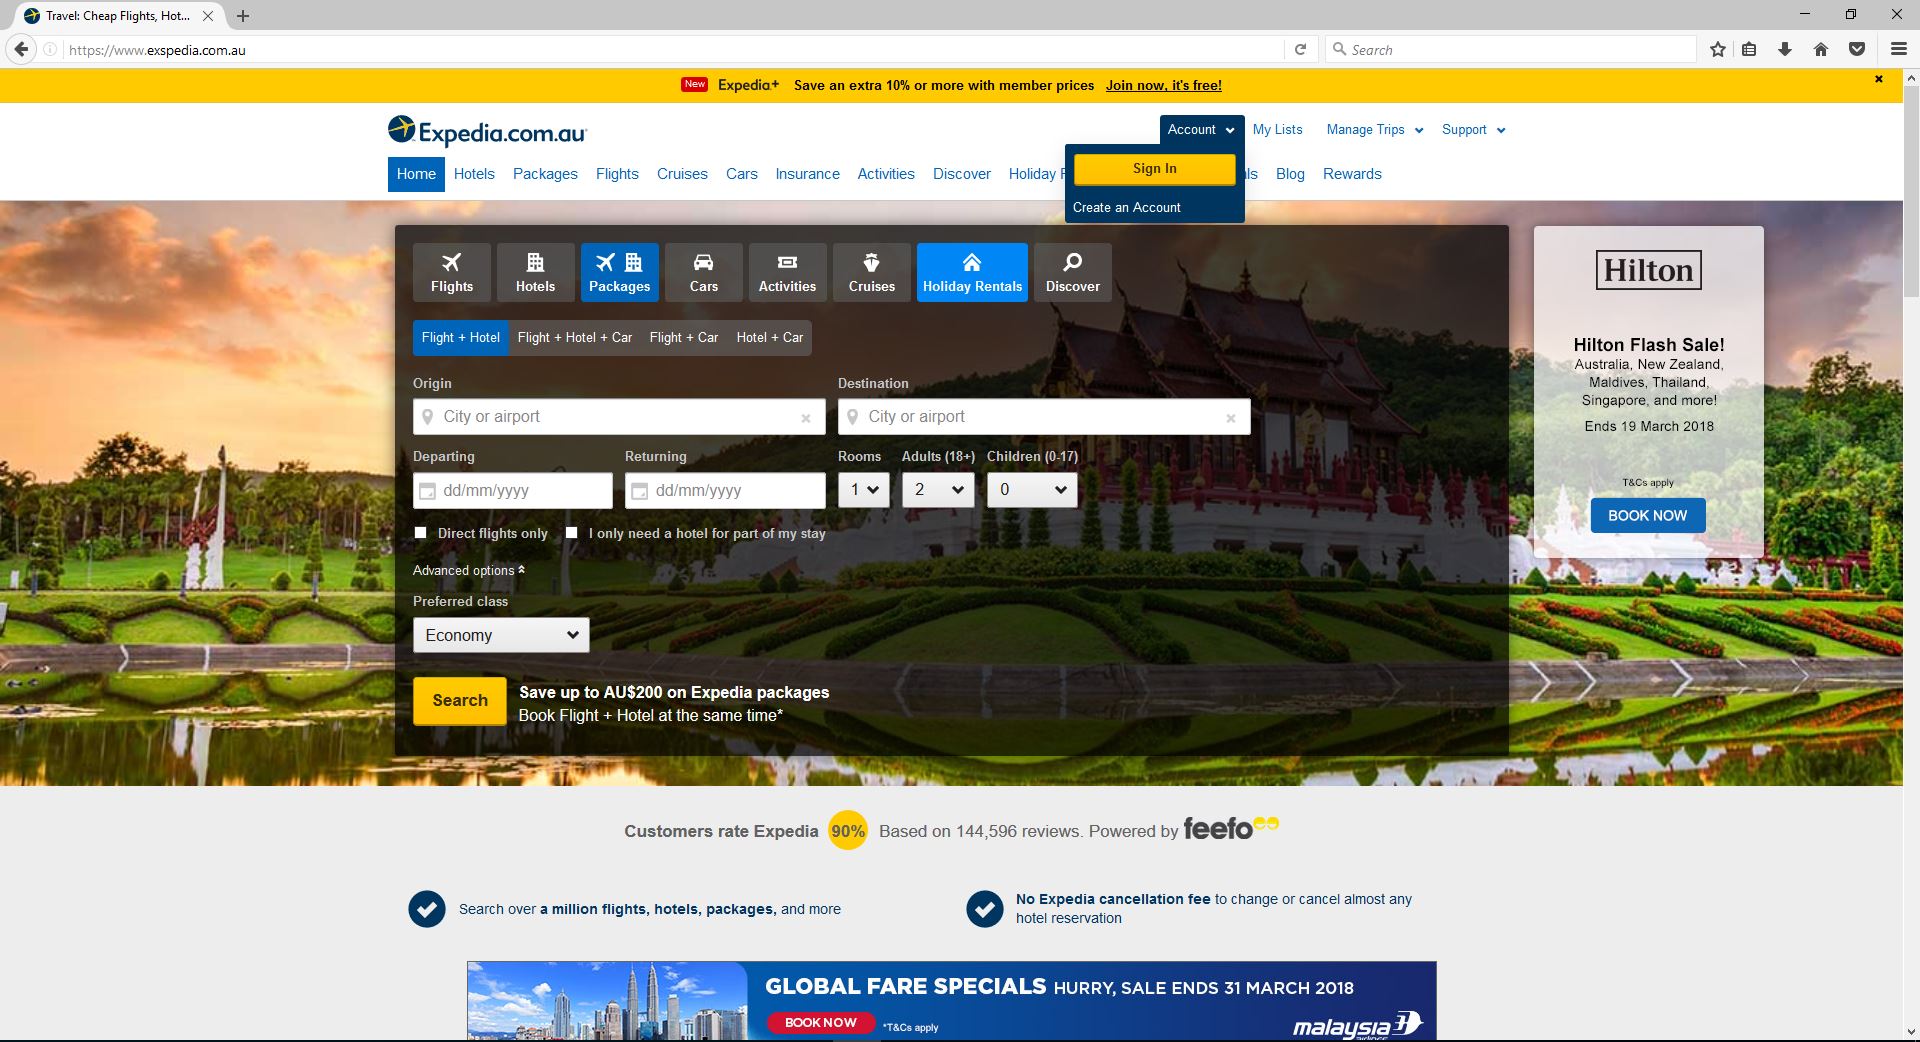 Travel: Cheap Flights, Hot...
https://www.exspedia.com.au
Search
New Expedia+ Save an extra 10% or more with member prices Join now, it's free!
Expedia.com.au
Account
My Lists
Manage Trips
Support
Sign In
Create an Account
Home
Hotels
Packages
Flights
Cruises
Cars
Insurance
Activities
Discover
Holiday
Blog
Rewards
Flights
Hotels
Packages
Cars
Activities
Cruises
Holiday Rentals
Discover
Flight + Hotel
Flight + Hotel + Car
Flight + Car
Hotel + Car
Origin
Destination
City or airport
City or airport
Departing
Returning
Rooms
Adults (18+)
Children (0-17)
dd/mm/yyyy
dd/mm/yyyy
1
2
0
Direct flights only
I only need a hotel for part of my stay
Advanced options
Preferred class
Economy
Search
Save up to AU$200 on Expedia packages
Book Flight + Hotel at the same time*
Hilton
Hilton Flash Sale!
Australia, New Zealand,
Maldives, Thailand,
Singapore, and more!
Ends 19 March 2018
T&Cs apply
BOOK NOW
Customers rate Expedia 90% Based on 144,596 reviews. Powered by feefo
Search over a million flights, hotels, packages, and more
No Expedia cancellation fee to change or cancel almost any
hotel reservation
GLOBAL FARE SPECIALS HURRY, SALE ENDS 31 MARCH 2018
BOOK NOW *T&Cs apply
malaysia
airlines